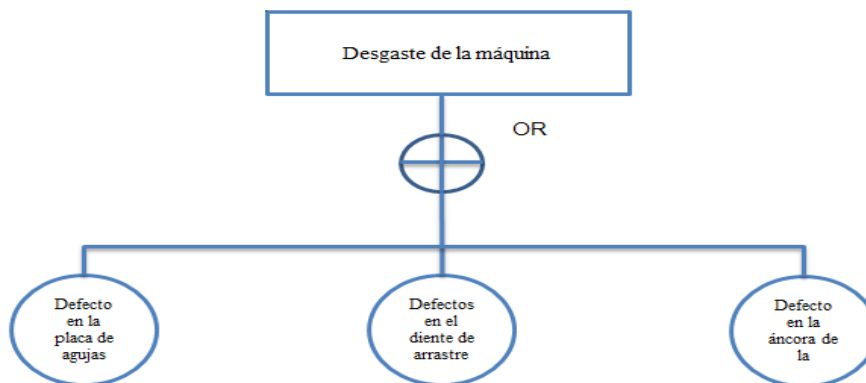 Desgaste de la máquina
OR
Defecto
en la
placa de
agujas
Defectos
en el
diente de
arrastre
Defecto
en la
áncora de
la